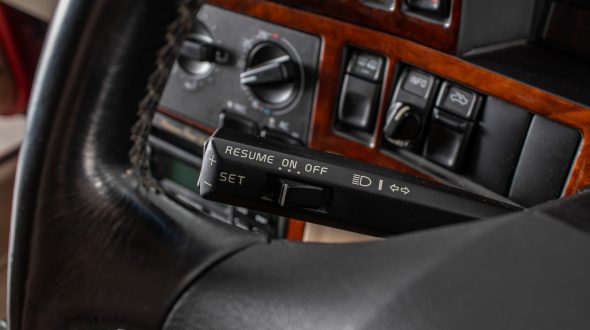 RESUME ON OFF
+
− SET